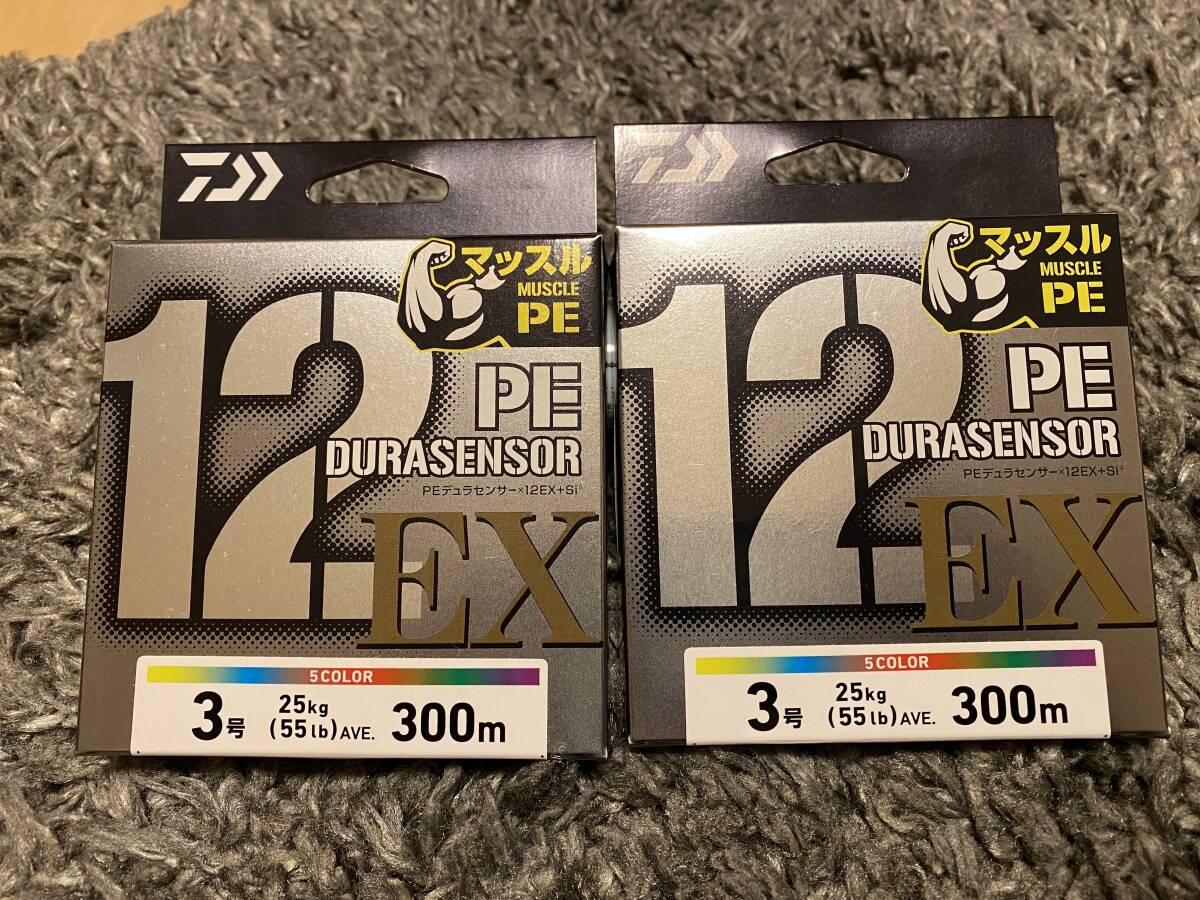 マッスル
MUSCLE
PE
12
PE
DURASENSOR
PEデュラセンサー×12EX+Si³
EX
5COLOR
3号
25kg
(55lb)AVE.
300m
マッスル
MUSCLE
PE
12
PE
DURASENSOR
PEデュラセンサー×12EX+Si³
EX
5COLOR
3号
25kg
(55lb)AVE.
300m